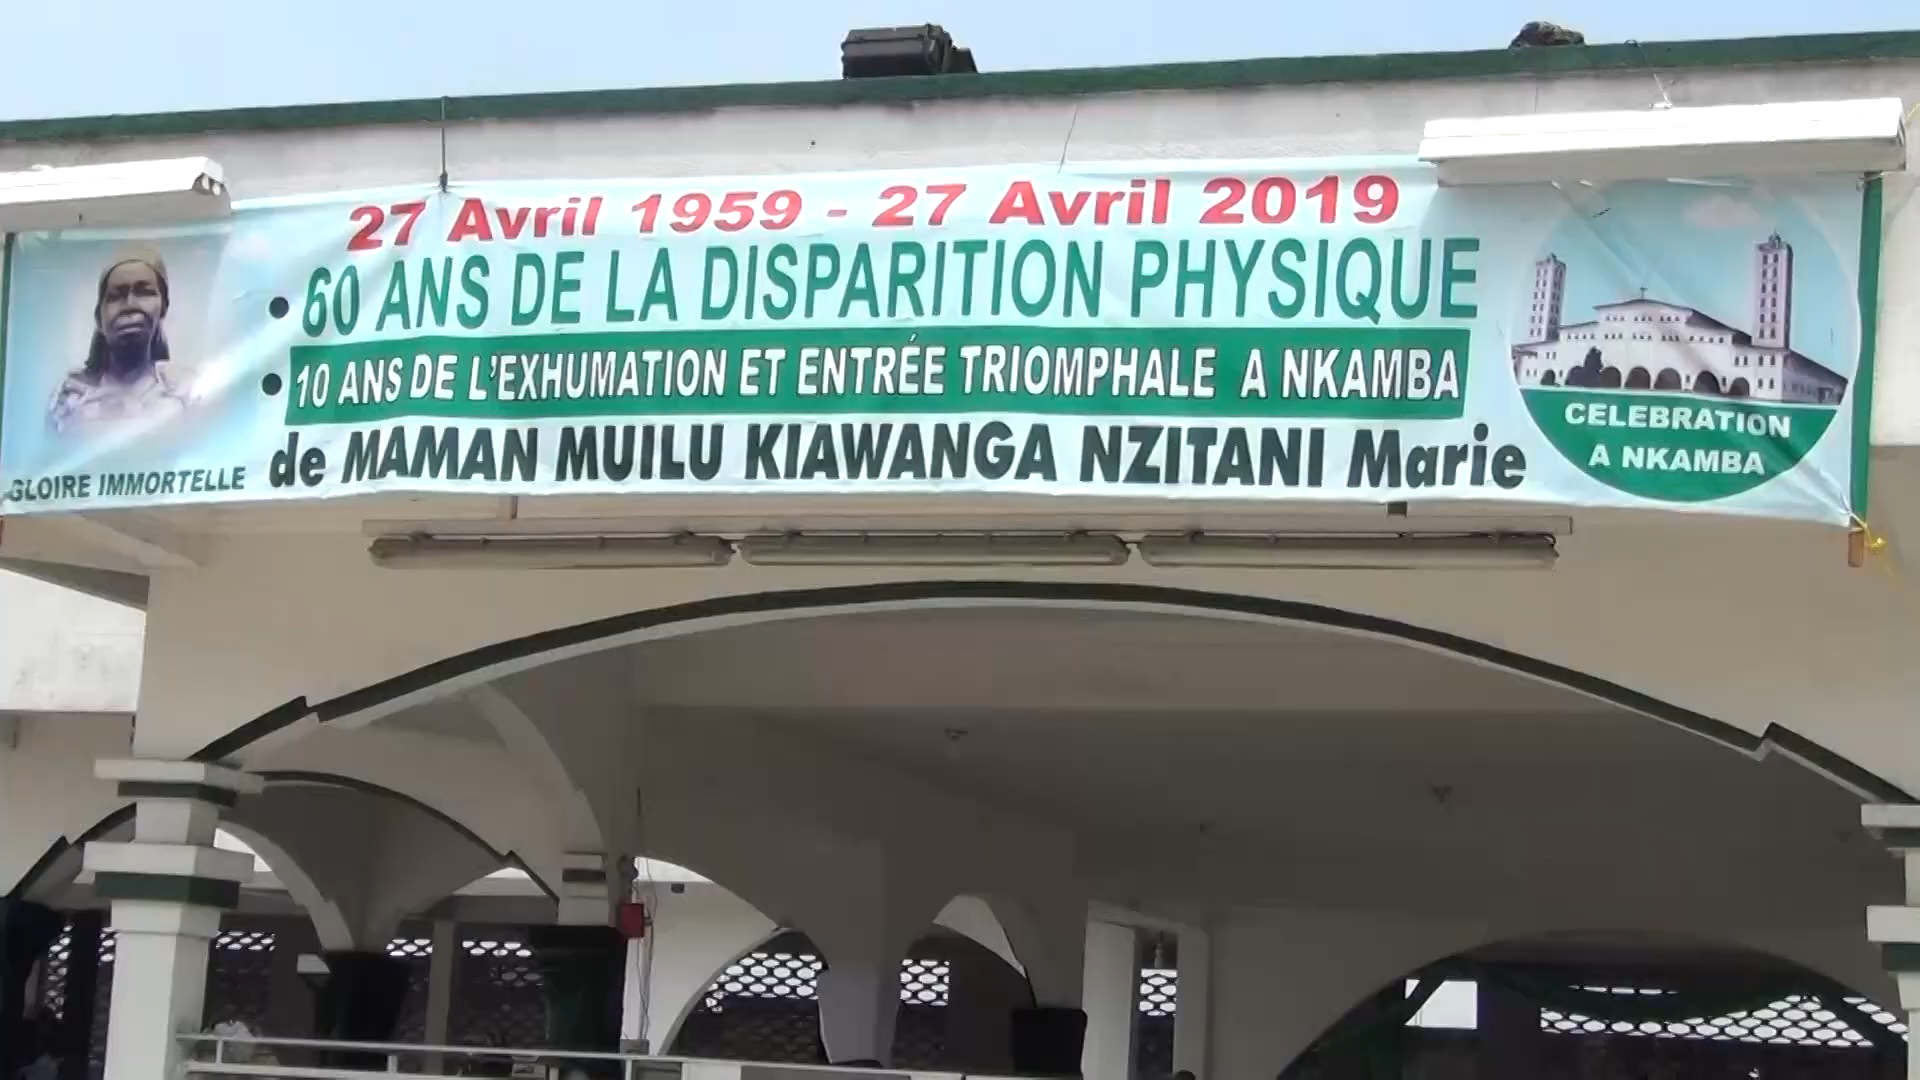 27 Avril 1959 - 27 Avril 2019
• 60 ANS DE LA DISPARITION PHYSIQUE
• 10 ANS DE L'EXHUMATION ET ENTRÉE TRIOMPHALE A NKAMBA
de MAMAN MUILU KIAWANGA NZITANI Marie
GLOIRE IMMORTELLE
CELEBRATION
A NKAMBA